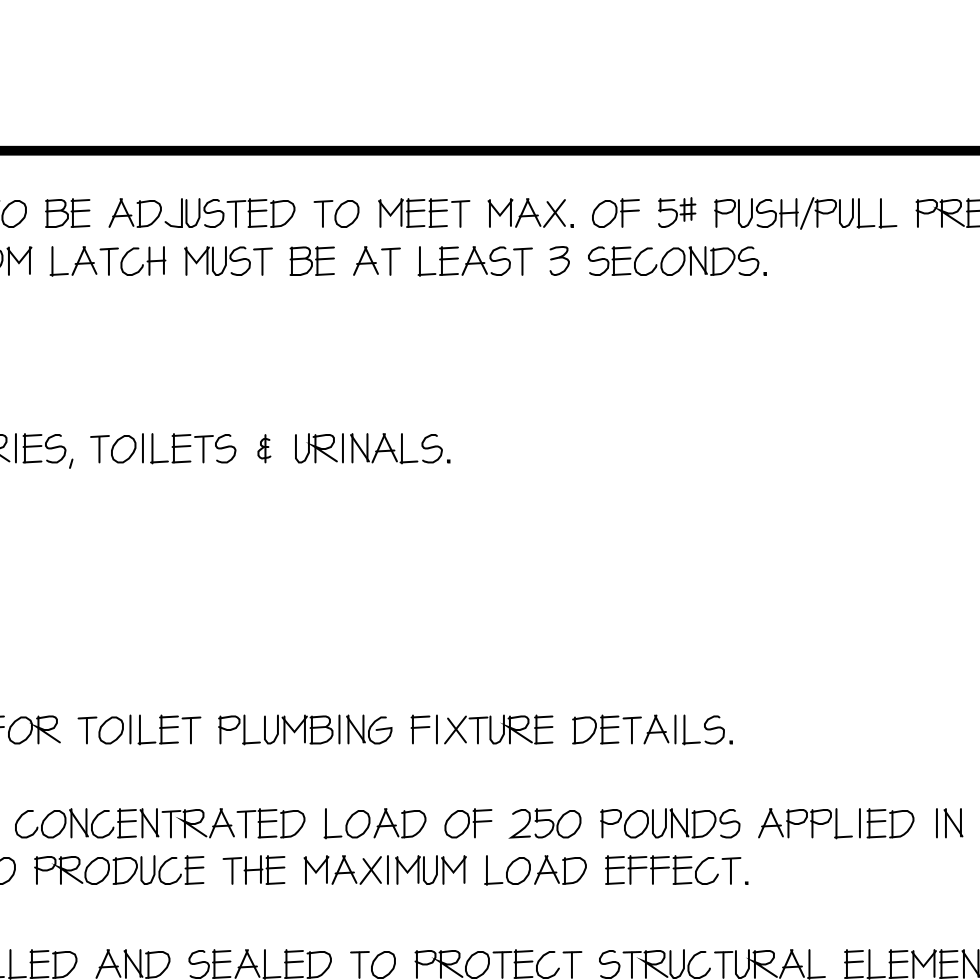 TO BE ADJUSTED TO MEET MAX. OF 5# PUSH/PULL PRE
OM LATCH MUST BE AT LEAST 3 SECONDS.
RIES, TOILETS & URINALS.
FOR TOILET PLUMBING FIXTURE DETAILS.
CONCENTRATED LOAD OF 250 POUNDS APPLIED IN
O PRODUCE THE MAXIMUM LOAD EFFECT.
LLED AND SEALED TO PROTECT STRUCTURAL ELEMEN